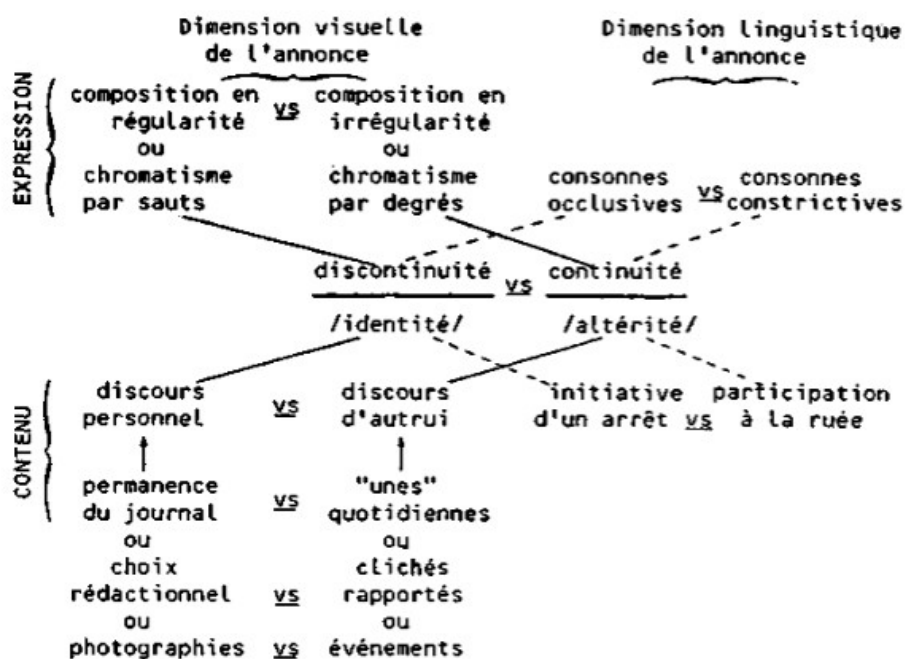 Dimension visuelle Dimension linguistique
de l'annonce de l'annonce
EXPRESSION
composition en vs composition en
régularité irrégularité
ou ou
chromatisme chromatisme consonnes vs consonnes
par sauts par degrés occlusives constrictives
discontinuité vs continuité
/identité/ /altérité/
CONTENU
discours vs discours initiative participation
personnel d'autrui d'un arrêt vs à la ruée
permanence vs "unes"
du journal quotidiennes
ou ou
choix clichés
rédactionnel vs rapportés
ou ou
photographies vs événements